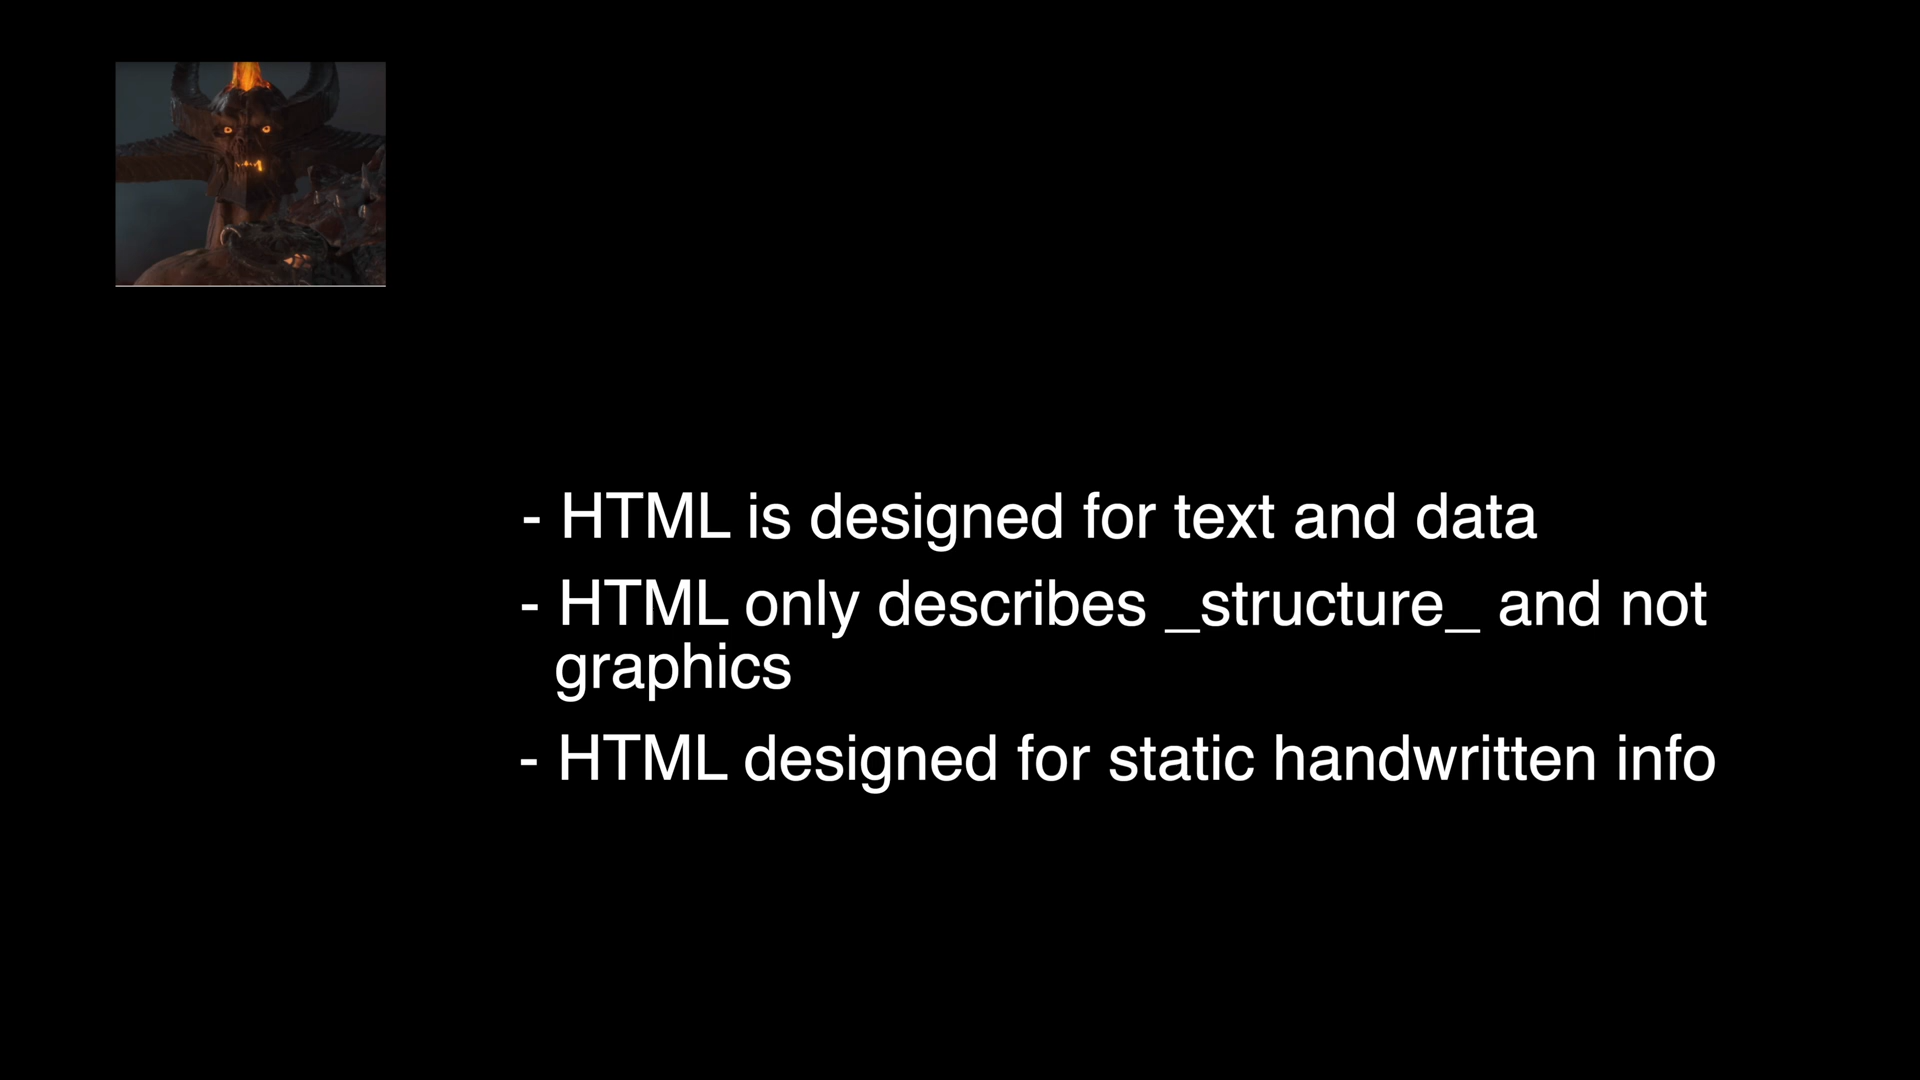 - HTML is designed for text and data
- HTML only describes _structure_ and not
graphics
- HTML designed for static handwritten info